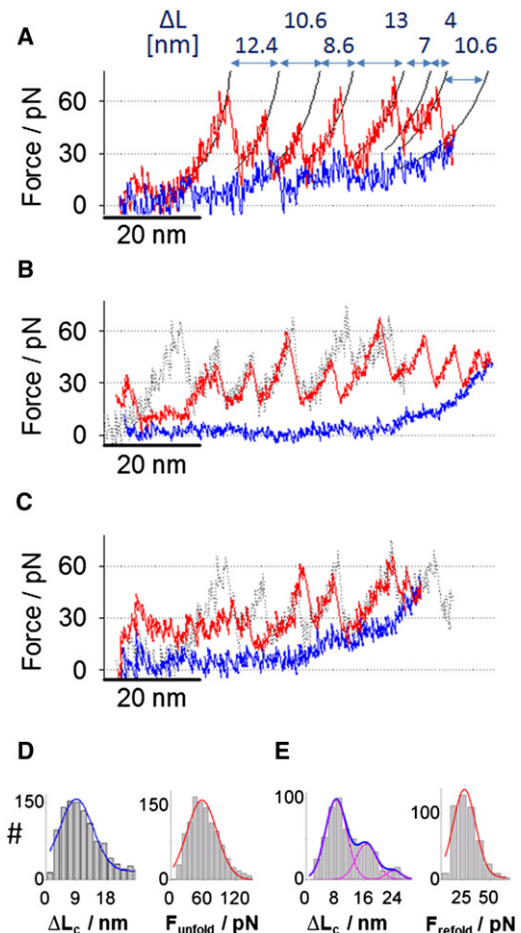 A
ΔL
[nm]
12.4
10.6
8.6
13
7
4
10.6
Force / pN
60
30
0
20 nm
B
Force / pN
60
30
0
20 nm
C
Force / pN
60
30
0
20 nm
D
#
150
0
0 9 18
ΔLc / nm
150
0
0 60 120
Funfold / pN
E
100
0
0 8 16 24
ΔLc / nm
100
0
25 50
Frefold / pN